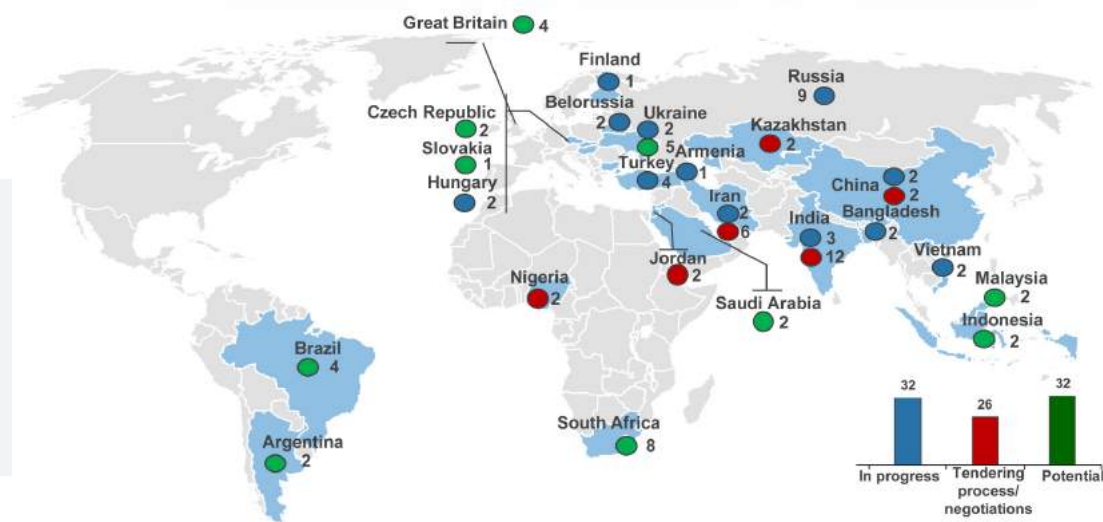 Great Britain 4
Finland
1
Russia
9
Belorussia
2
Ukraine
2
5
Czech Republic
2
Slovakia
1
Hungary
2
Kazakhstan
2
Turkey
4
Armenia
1
China
2
2
Iran
2
6
India
3
12
Bangladesh
2
Vietnam
2
Jordan
2
Nigeria
2
Saudi Arabia
2
Malaysia
2
Indonesia
2
Brazil
4
Argentina
2
South Africa
8
32
26
32
In progress
Tendering
process/
negotiations
Potential